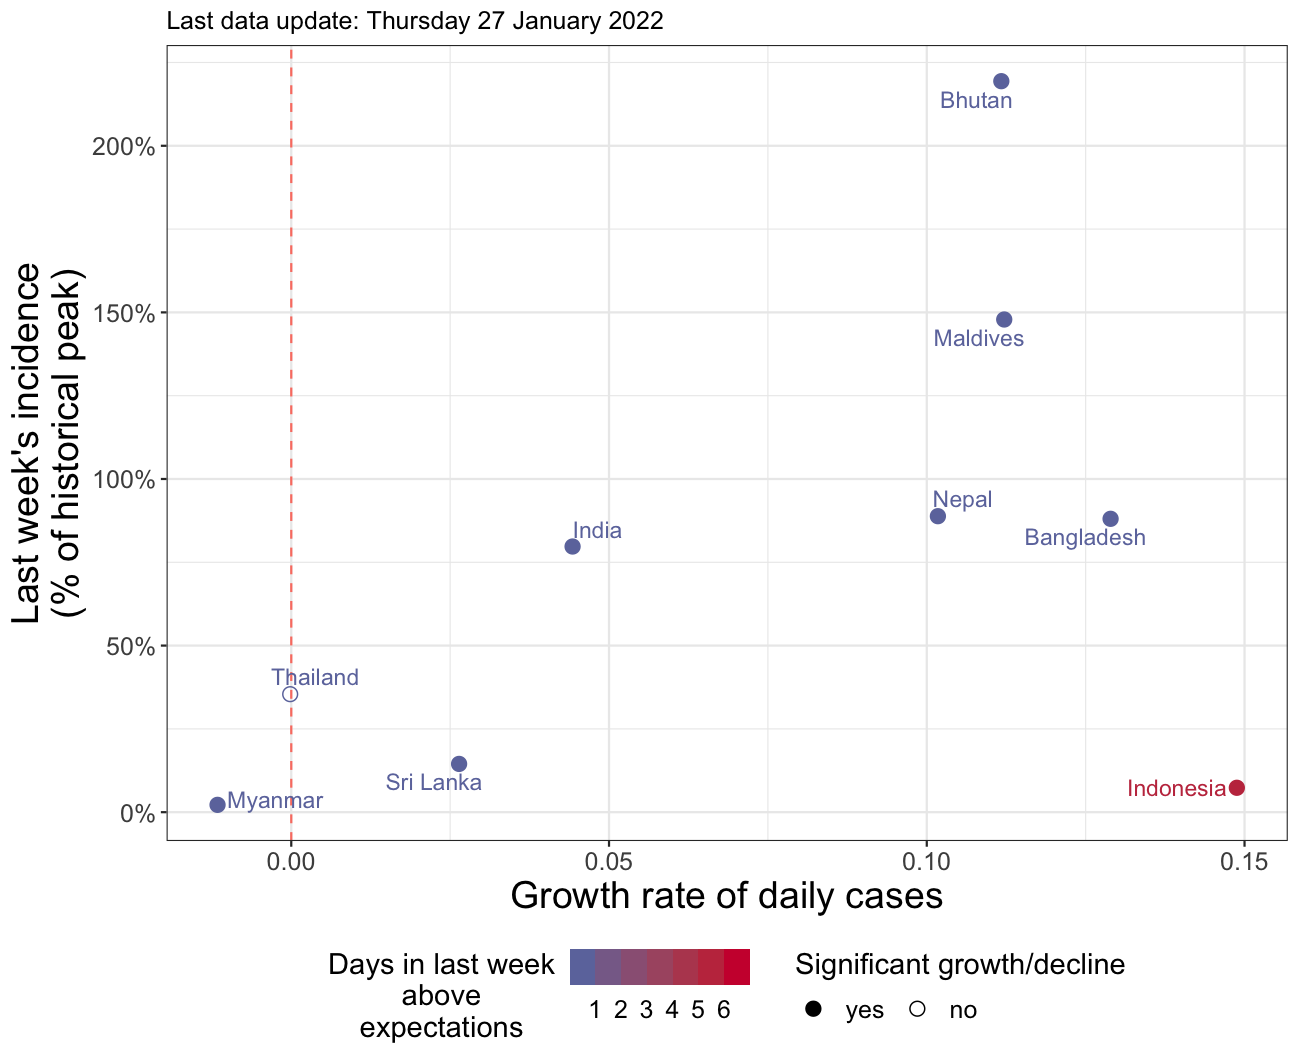 Last data update: Thursday 27 January 2022
Last week's incidence
(% of historical peak)
200%
150%
100%
50%
0%
Bhutan
Maldives
Nepal
India
Bangladesh
Thailand
Sri Lanka
Indonesia
Myanmar
0.00 0.05 0.10 0.15
Growth rate of daily cases
Days in last week
above
expectations
1 2 3 4 5 6
Significant growth/decline
yes no